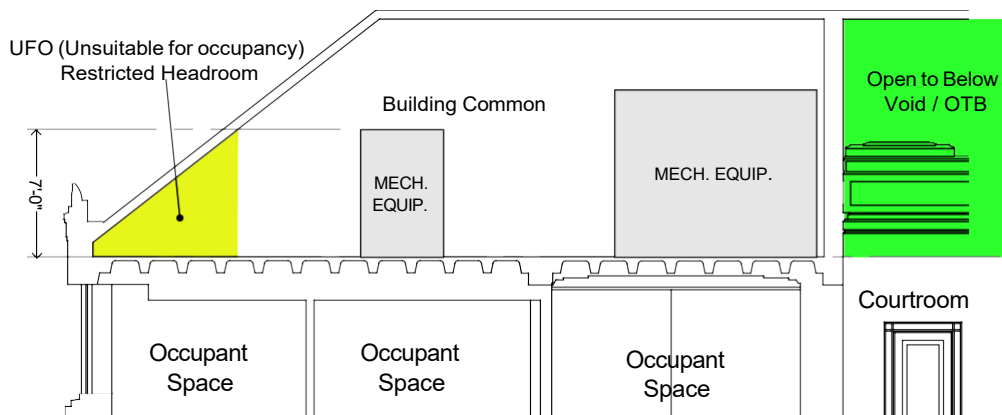 UFO (Unsuitable for occupancy)
Restricted Headroom
Building Common
Open to Below
Void / OTB
7'-0"
MECH.
EQUIP.
MECH. EQUIP.
Courtroom
Occupant
Space
Occupant
Space
Occupant
Space